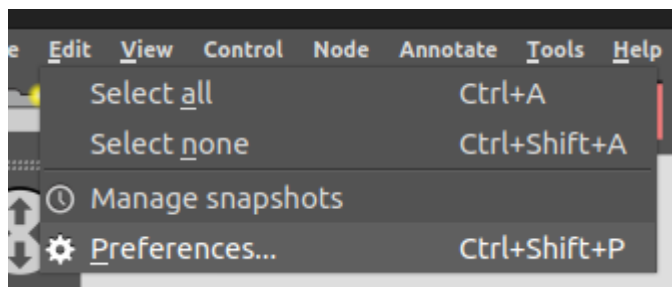 e Edit View Control Node Annotate Tools Help
Select all Ctrl+A
Select none Ctrl+Shift+A
Manage snapshots
Preferences... Ctrl+Shift+P